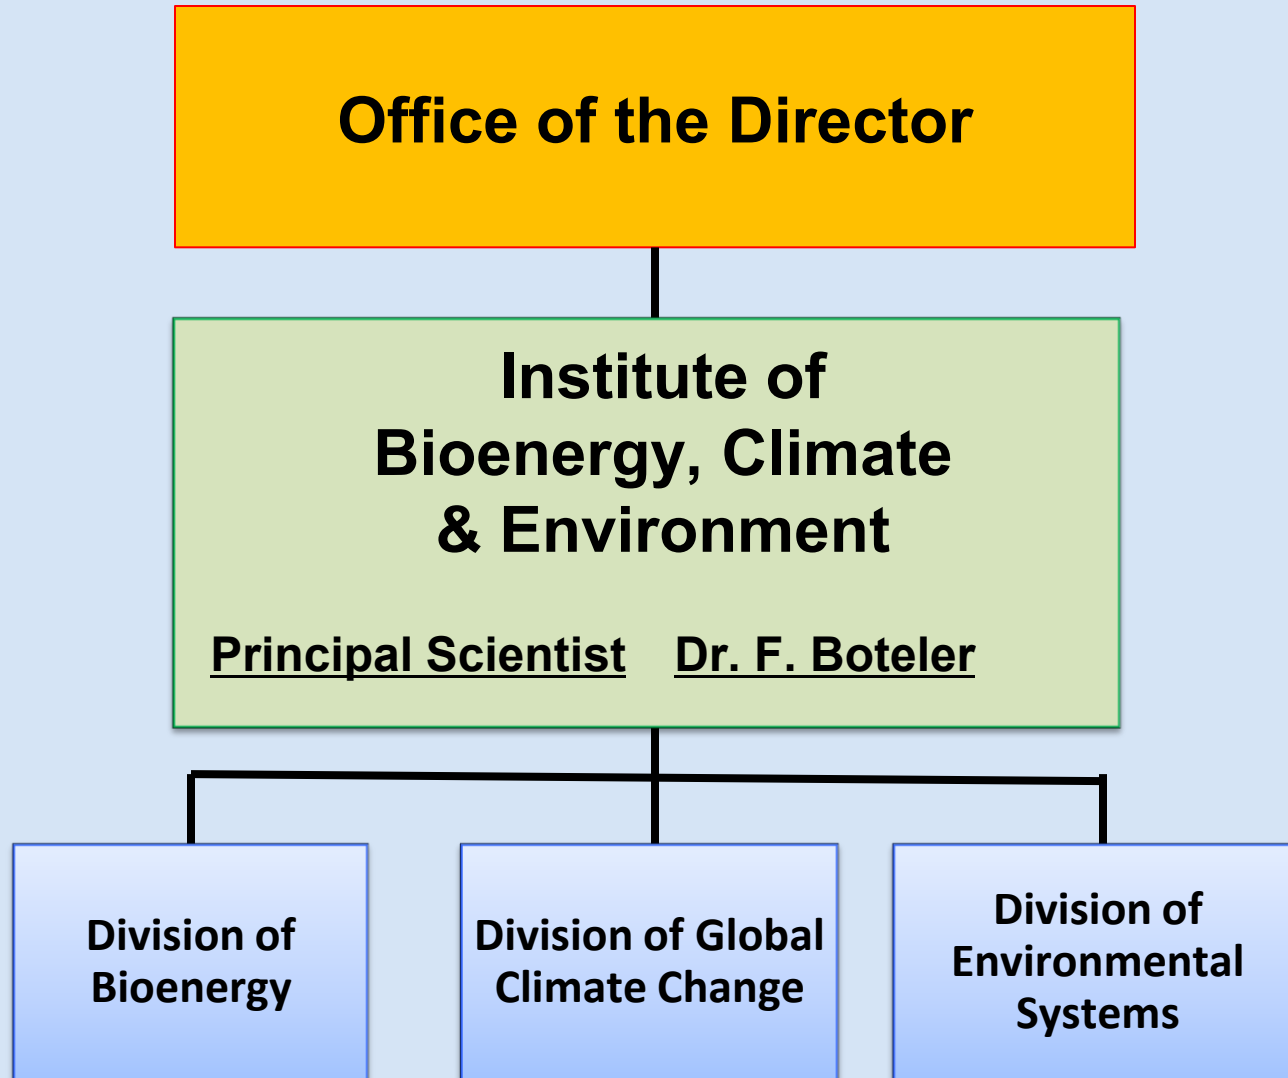 Office of the Director
Institute of
Bioenergy, Climate
& Environment
Principal Scientist Dr. F. Boteler
Division of
Bioenergy
Division of Global
Climate Change
Division of
Environmental
Systems